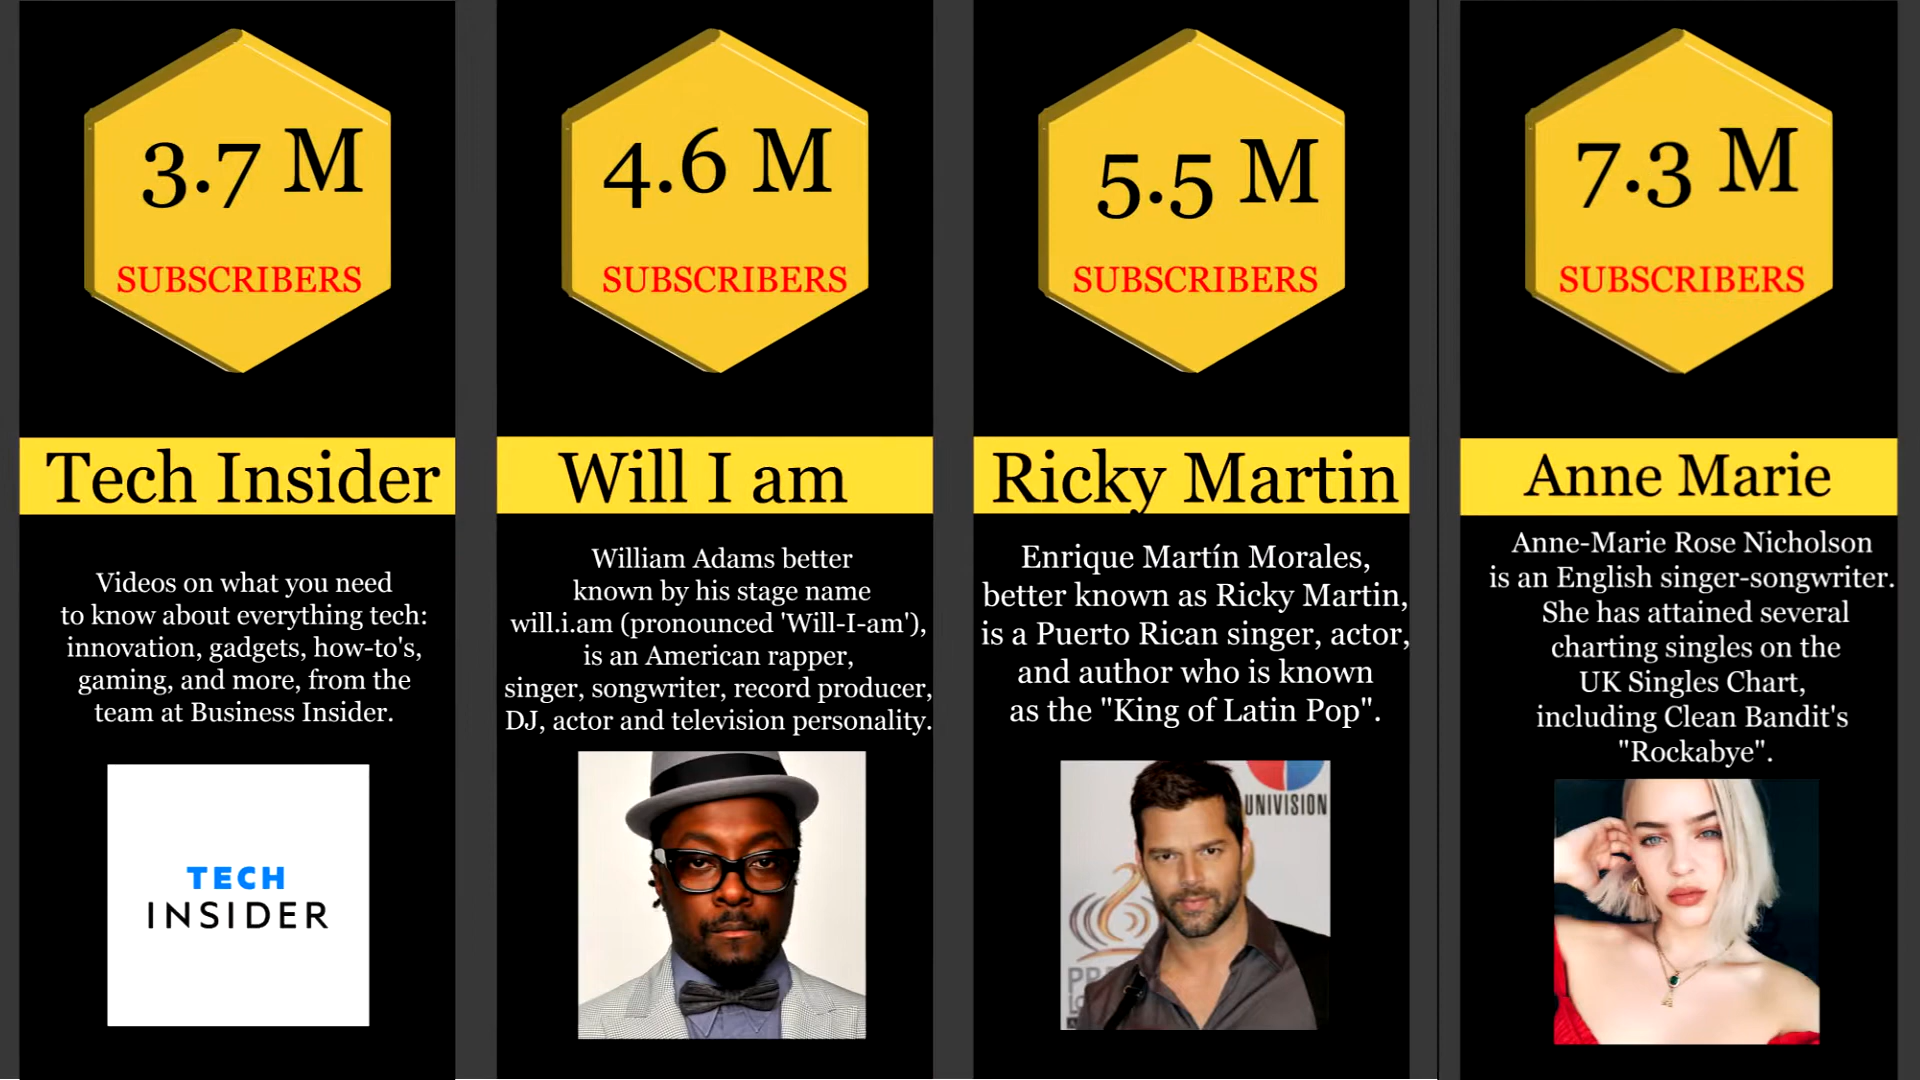 3.7 M
SUBSCRIBERS
Tech Insider
Videos on what you need
to know about everything tech:
innovation, gadgets, how-to's,
gaming, and more, from the
team at Business Insider.
TECH
INSIDER
4.6 M
SUBSCRIBERS
Will I am
William Adams better
known by his stage name
will.i.am (pronounced 'Will-I-am'),
is an American rapper,
singer, songwriter, record producer,
DJ, actor and television personality.
5.5 M
SUBSCRIBERS
Ricky Martin
Enrique Martín Morales,
better known as Ricky Martin,
is a Puerto Rican singer, actor,
and author who is known
as the "King of Latin Pop".
UNIVISION
7.3 M
SUBSCRIBERS
Anne Marie
Anne-Marie Rose Nicholson
is an English singer-songwriter.
She has attained several
charting singles on the
UK Singles Chart,
including Clean Bandit's
"Rockabye".